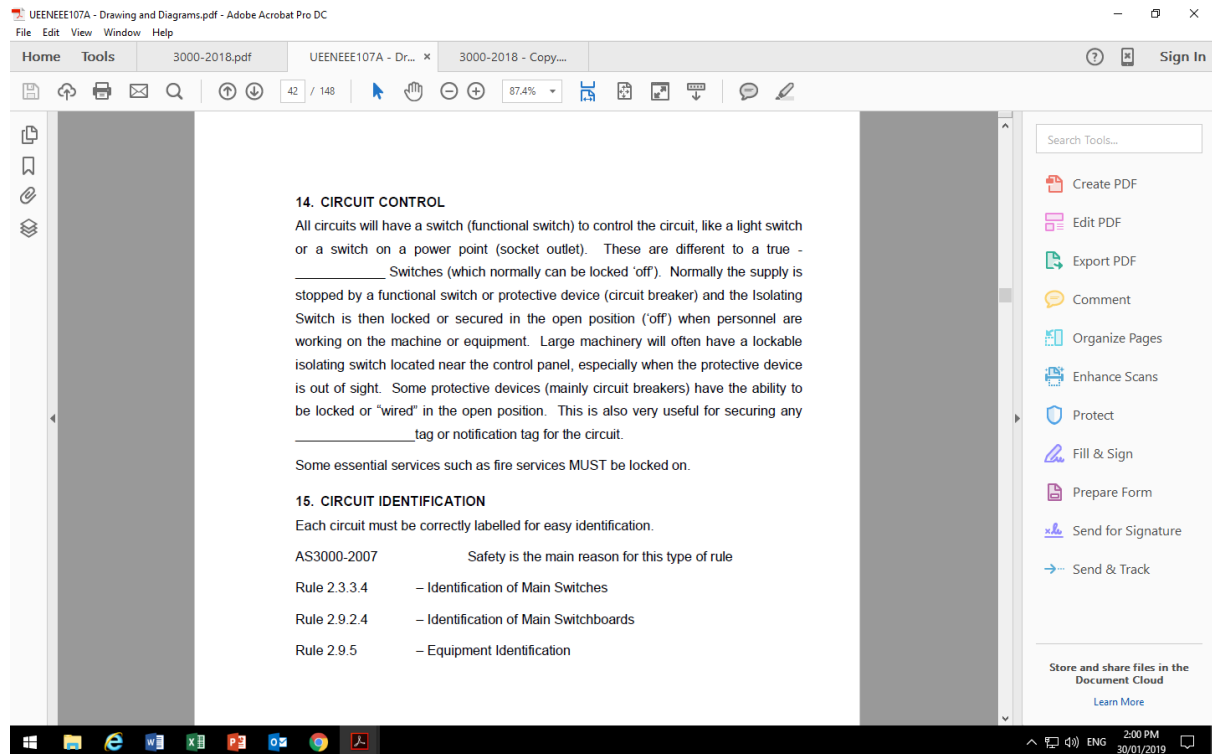 UEENEEE107A - Drawing and Diagrams.pdf - Adobe Acrobat Pro DC
File Edit View Window Help
Home Tools 3000-2018.pdf UEENEEE107A - Dr... × 3000-2018 - Copy.... Sign In
42 / 148 87.4%
14. CIRCUIT CONTROL
All circuits will have a switch (functional switch) to control the circuit, like a light switch
or a switch on a power point (socket outlet). These are different to a true -
____________ Switches (which normally can be locked ‘off’). Normally the supply is
stopped by a functional switch or protective device (circuit breaker) and the Isolating
Switch is then locked or secured in the open position (‘off’) when personnel are
working on the machine or equipment. Large machinery will often have a lockable
isolating switch located near the control panel, especially when the protective device
is out of sight. Some protective devices (mainly circuit breakers) have the ability to
be locked or “wired” in the open position. This is also very useful for securing any
________________tag or notification tag for the circuit.
Some essential services such as fire services MUST be locked on.
15. CIRCUIT IDENTIFICATION
Each circuit must be correctly labelled for easy identification.
AS3000-2007 Safety is the main reason for this type of rule
Rule 2.3.3.4 – Identification of Main Switches
Rule 2.9.2.4 – Identification of Main Switchboards
Rule 2.9.5 – Equipment Identification
Search Tools...
Create PDF
Edit PDF
Export PDF
Comment
Organize Pages
Enhance Scans
Protect
Fill & Sign
Prepare Form
Send for Signature
Send & Track
Store and share files in the
Document Cloud
Learn More
ENG 2:00 PM
30/01/2019